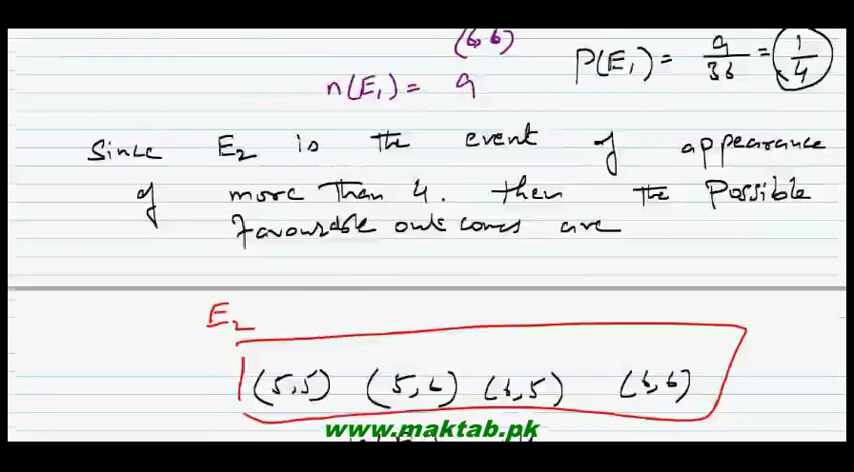 (6,6)
n(E₁) = 9
P(E₁) = 9/36 = 1/4
Since E₂ is the event of appearance
of more than 4. then the Possible
favourable outcomes are
E₂
(5,5) (5,6) (6,5) (6,6)
www.maktab.pk